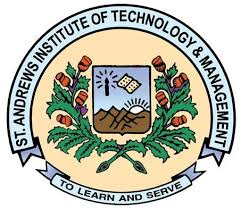 ST. ANDREWS INSTITUTE OF TECHNOLOGY & MANAGEMENT
TO LEARN AND SERVE